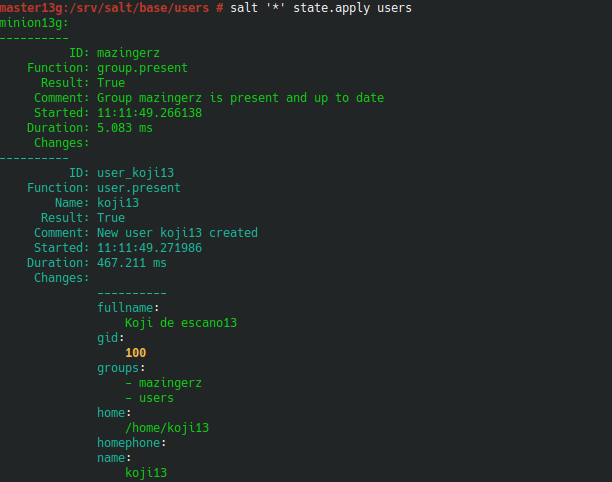 master13g:/srv/salt/base/users # salt '*' state.apply users
minion13g:
----------
          ID: mazingerz
    Function: group.present
      Result: True
     Comment: Group mazingerz is present and up to date
     Started: 11:11:49.266138
    Duration: 5.083 ms
     Changes:
----------
          ID: user_koji13
    Function: user.present
        Name: koji13
      Result: True
     Comment: New user koji13 created
     Started: 11:11:49.271986
    Duration: 467.211 ms
     Changes:
              ----------
              fullname:
                  Koji de escano13
              gid:
                  100
              groups:
                  - mazingerz
                  - users
              home:
                  /home/koji13
              homephone:
              name:
                  koji13